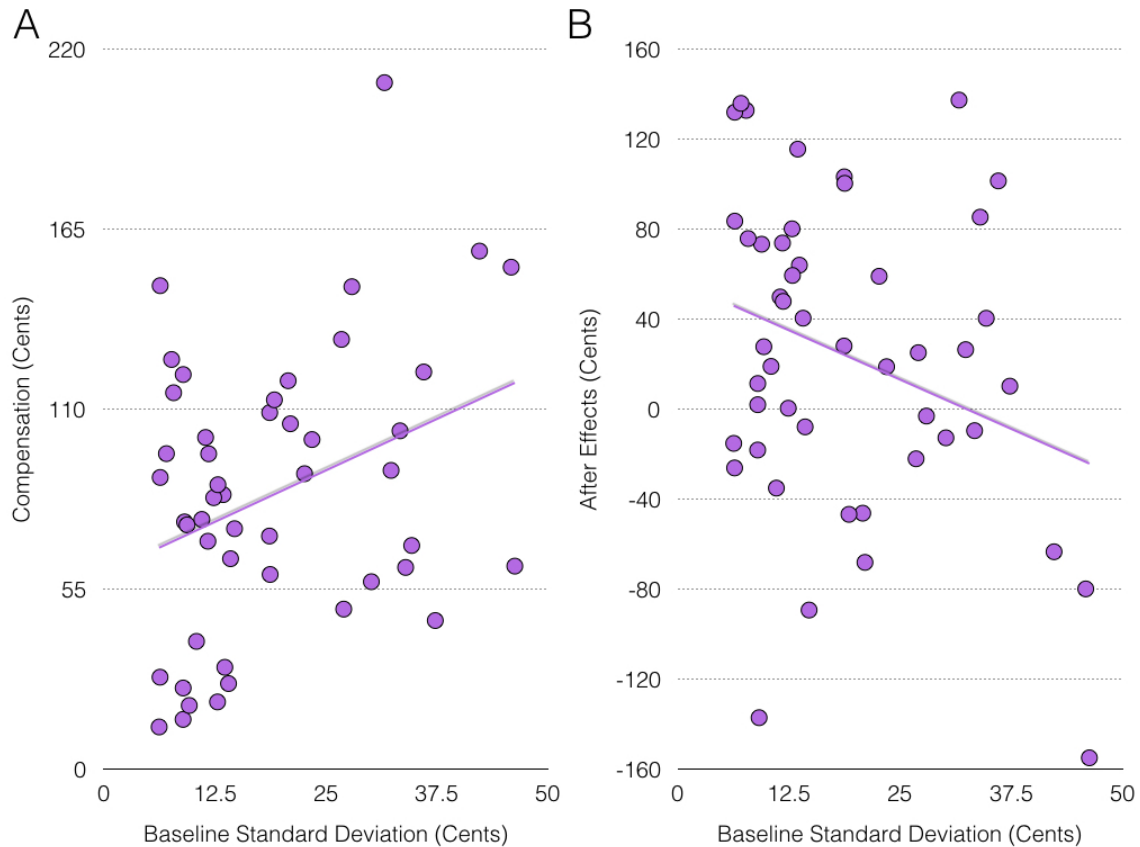 A
220
165
110
55
0
Compensation (Cents)
0 12.5 25 37.5 50
Baseline Standard Deviation (Cents)
B
160
120
80
40
0
-40
-80
-120
-160
After Effects (Cents)
0 12.5 25 37.5 50
Baseline Standard Deviation (Cents)